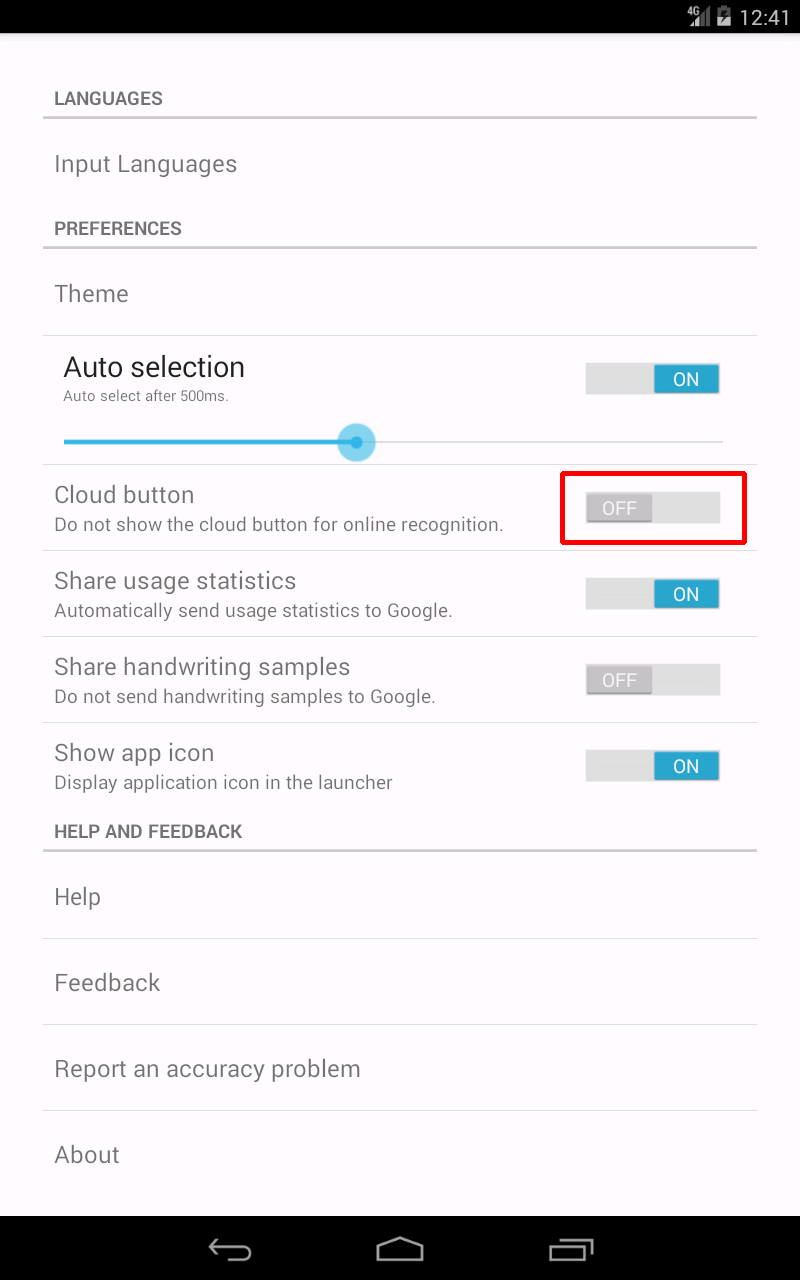 4G 12:41
LANGUAGES
Input Languages
PREFERENCES
Theme
Auto selection
Auto select after 500ms.
ON
Cloud button
Do not show the cloud button for online recognition.
OFF
Share usage statistics
Automatically send usage statistics to Google.
ON
Share handwriting samples
Do not send handwriting samples to Google.
OFF
Show app icon
Display application icon in the launcher
ON
HELP AND FEEDBACK
Help
Feedback
Report an accuracy problem
About